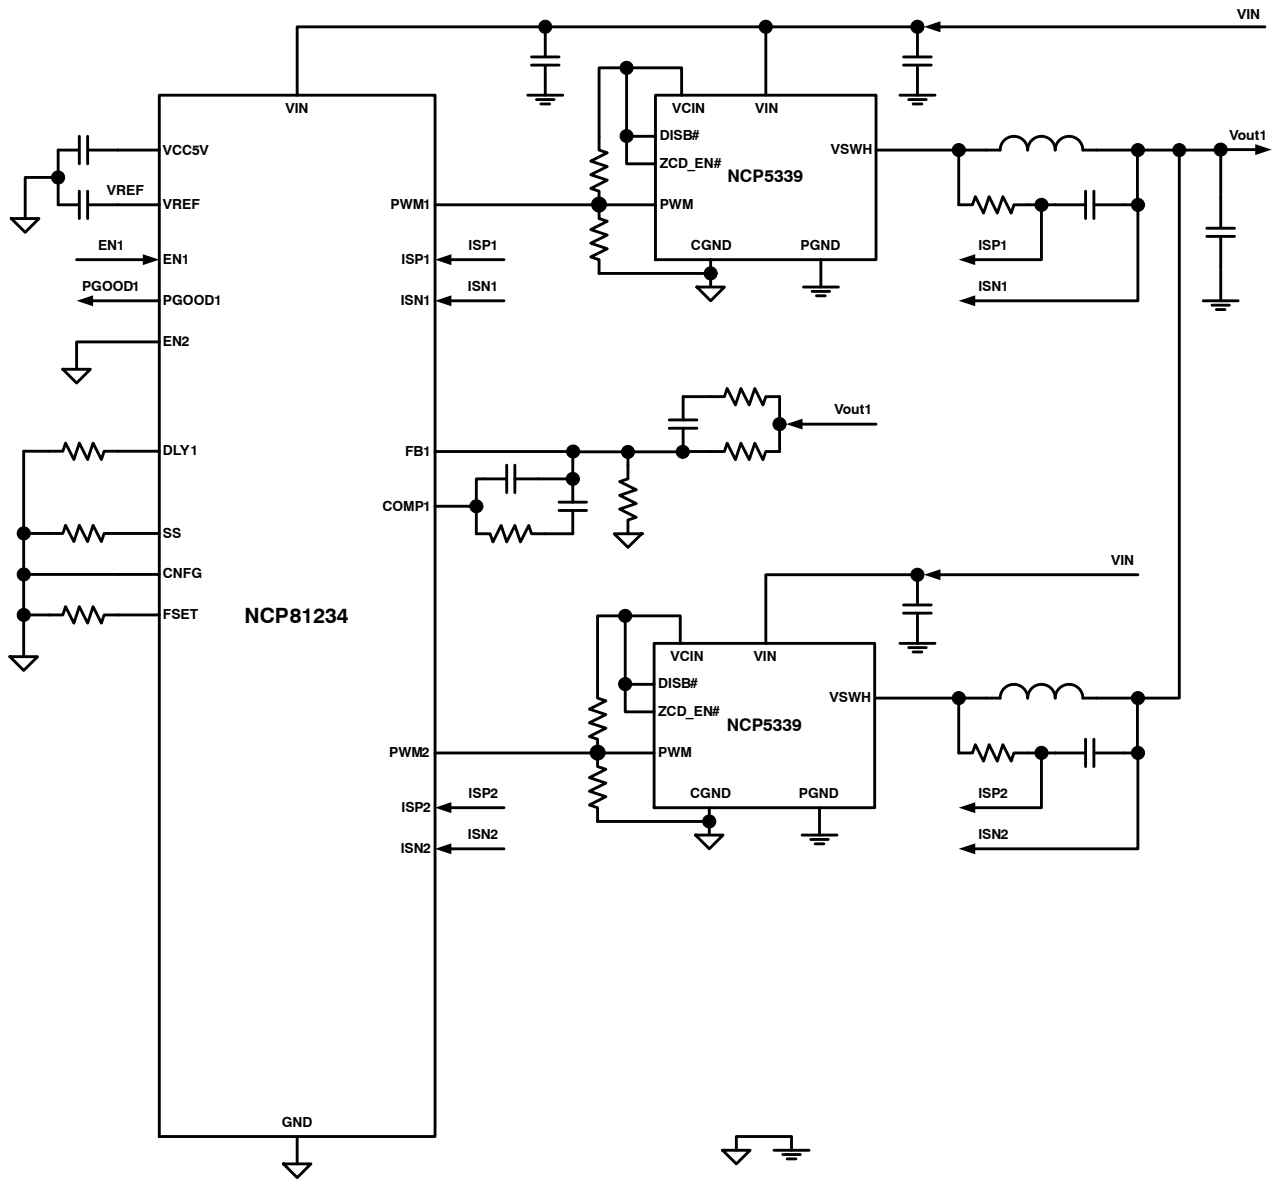 VIN
VIN
VCC5V
VREF
VREF
EN1
EN1
PGOOD1
PGOOD1
EN2
DLY1
SS
CNFG
FSET
NCP81234
GND
PWM1
ISP1
ISP1
ISN1
ISN1
FB1
COMP1
PWM2
ISP2
ISP2
ISN2
ISN2
VCIN
VIN
DISB#
ZCD_EN#
VSWH
NCP5339
PWM
CGND
PGND
Vout1
ISP1
ISN1
Vout1
VIN
VCIN
VIN
DISB#
ZCD_EN#
VSWH
NCP5339
PWM
CGND
PGND
ISP2
ISN2